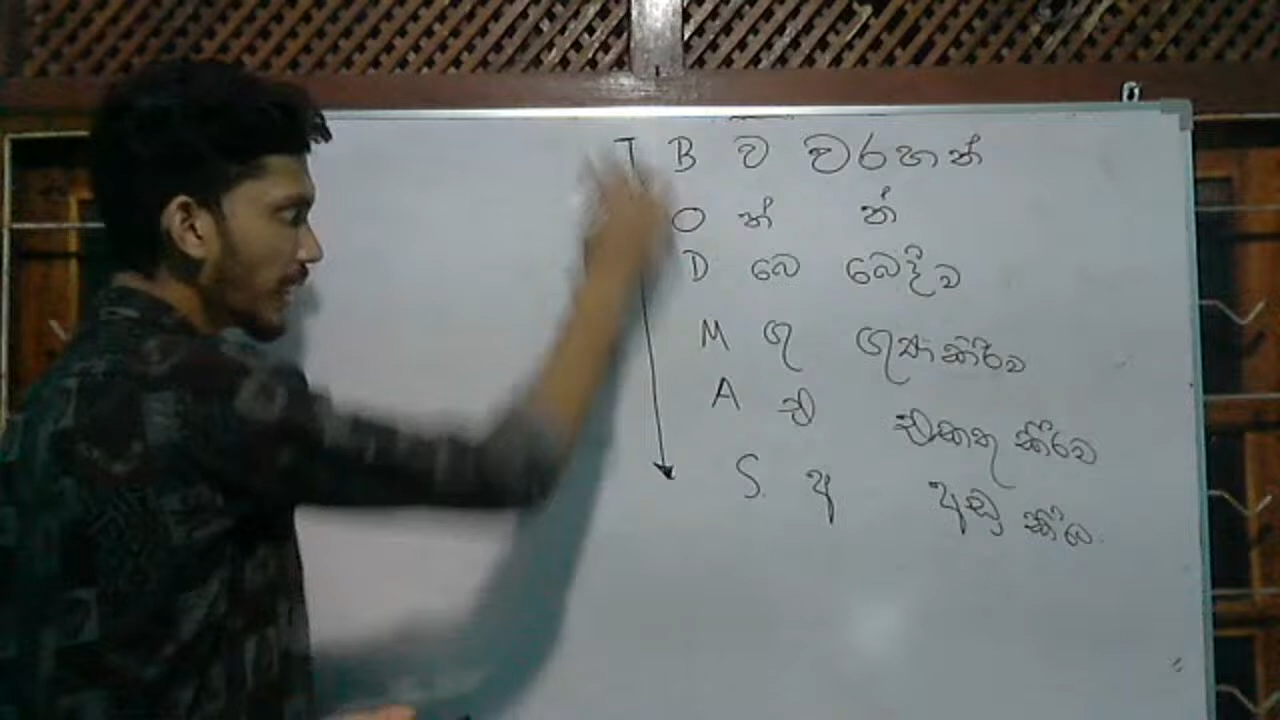 B ව වරහන්
O න් න්
D බෙ බෙදීම
M ගු ගුණකිරීම
A එ එකතු කිරීම
S. අ අඩු කිරීම